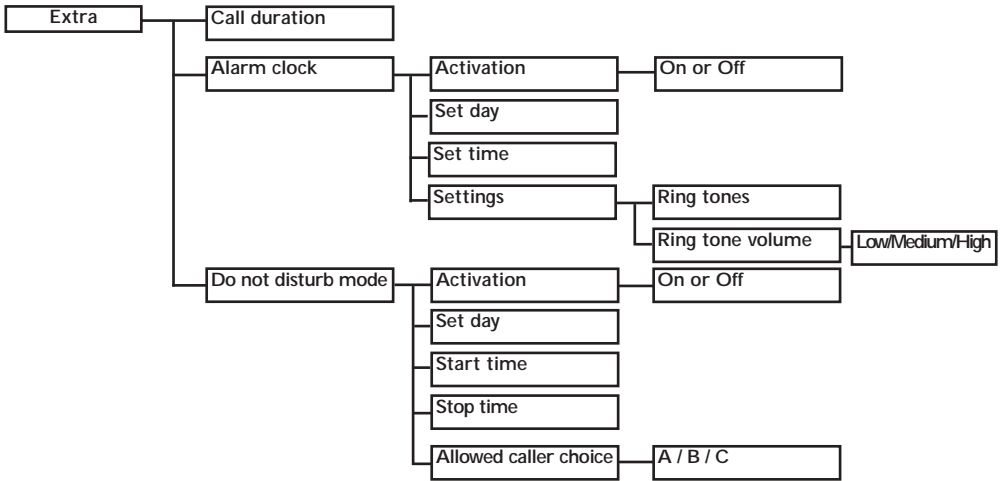 Extra
Call duration
Alarm clock
Activation
On or Off
Set day
Set time
Settings
Ring tones
Ring tone volume
Low/Medium/High
Do not disturb mode
Activation
On or Off
Set day
Start time
Stop time
Allowed caller choice
A / B / C